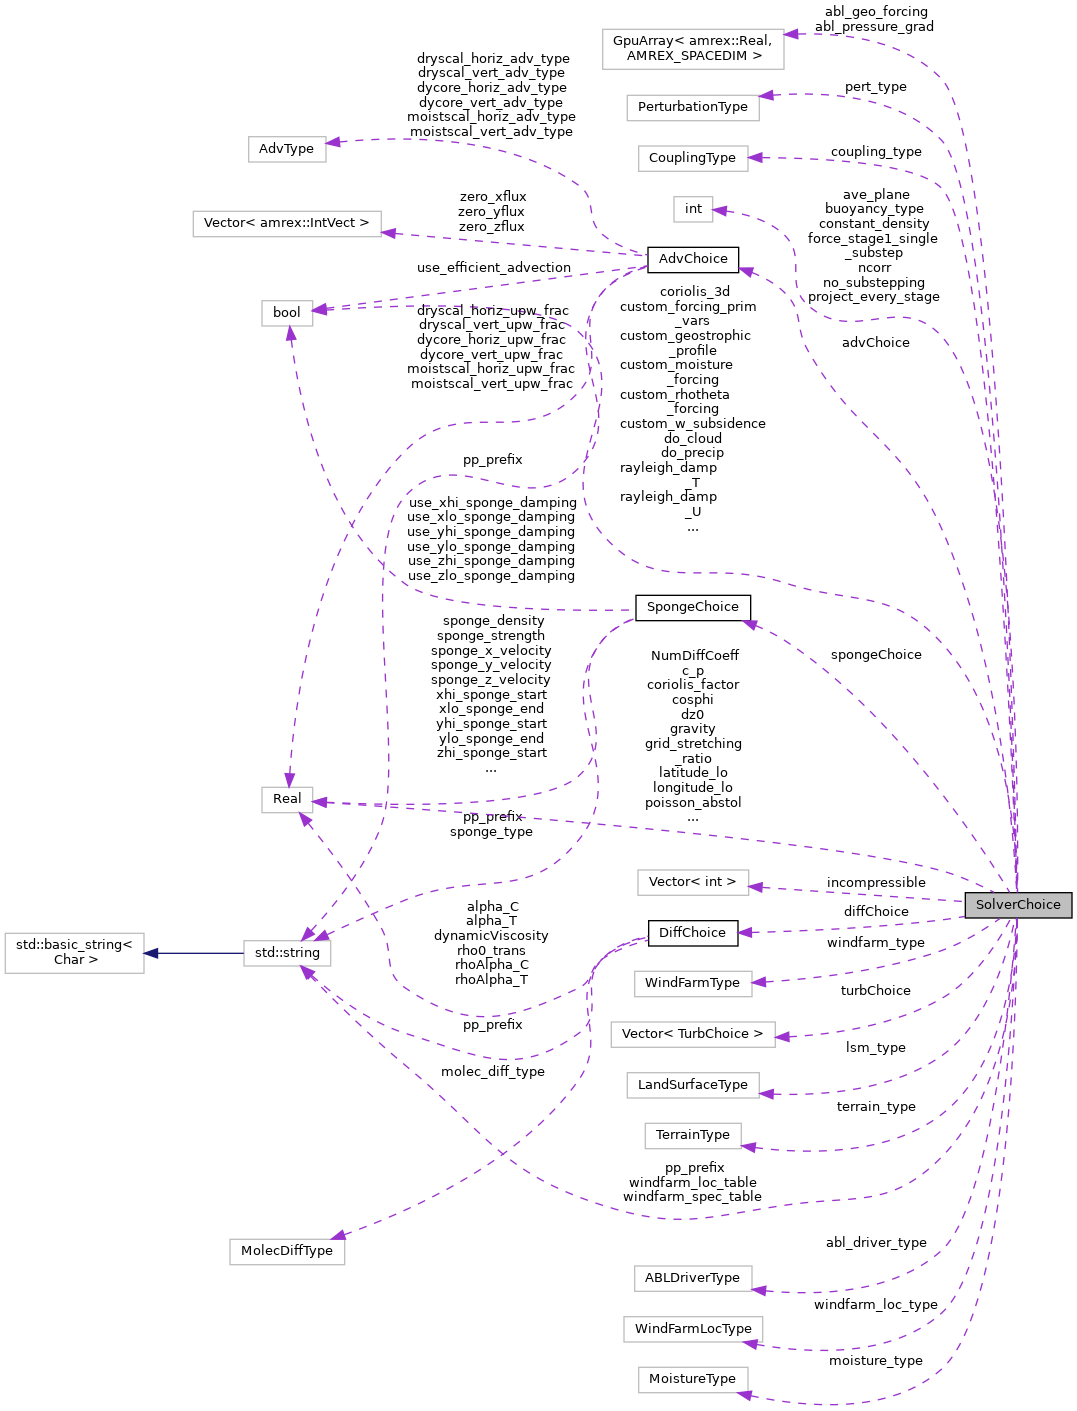 abl_geo_forcing
abl_pressure_grad
GpuArray< amrex::Real,
AMREX_SPACEDIM >
dryscal_horiz_adv_type
dryscal_vert_adv_type
dycore_horiz_adv_type
dycore_vert_adv_type
moistscal_horiz_adv_type
moistscal_vert_adv_type
pert_type
PerturbationType
AdvType
coupling_type
CouplingType
zero_xflux
zero_yflux
zero_zflux
Vector< amrex::IntVect >
int
ave_plane
buoyancy_type
constant_density
force_stage1_single
_substep
ncorr
no_substepping
project_every_stage
AdvChoice
use_efficient_advection
bool
dryscal_horiz_upw_frac
dryscal_vert_upw_frac
dycore_horiz_upw_frac
dycore_vert_upw_frac
moistscal_horiz_upw_frac
moistscal_vert_upw_frac
coriolis_3d
custom_forcing_prim
_vars
custom_geostrophic
_profile
custom_moisture
_forcing
custom_rhotheta
_forcing
custom_w_subsidence
do_cloud
do_precip
rayleigh_damp
_T
rayleigh_damp
_U
...
advChoice
pp_prefix
use_xhi_sponge_damping
use_xlo_sponge_damping
use_yhi_sponge_damping
use_ylo_sponge_damping
use_zhi_sponge_damping
use_zlo_sponge_damping
SpongeChoice
sponge_density
sponge_strength
sponge_x_velocity
sponge_y_velocity
sponge_z_velocity
xhi_sponge_start
xlo_sponge_end
yhi_sponge_start
ylo_sponge_end
zhi_sponge_start
...
spongeChoice
NumDiffCoeff
c_p
coriolis_factor
cosphi
dz0
gravity
grid_stretching
_ratio
latitude_lo
longitude_lo
poisson_abstol
...
Real
pp_prefix
sponge_type
Vector< int >
incompressible
SolverChoice
diffChoice
DiffChoice
alpha_C
alpha_T
dynamicViscosity
rho0_trans
rhoAlpha_C
rhoAlpha_T
std::basic_string<
Char >
std::string
windfarm_type
WindFarmType
turbChoice
pp_prefix
Vector< TurbChoice >
lsm_type
molec_diff_type
LandSurfaceType
terrain_type
TerrainType
pp_prefix
windfarm_loc_table
windfarm_spec_table
MolecDiffType
abl_driver_type
ABLDriverType
windfarm_loc_type
WindFarmLocType
moisture_type
MoistureType